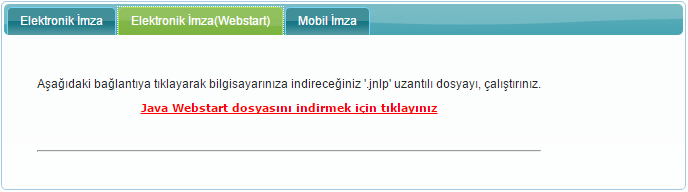 Elektronik İmza
Elektronik İmza(Webstart)
Mobil İmza
Aşağıdaki bağlantıya tıklayarak bilgisayarınıza indireceğiniz '.jnlp' uzantılı dosyayı, çalıştırınız.
Java Webstart dosyasını indirmek için tıklayınız